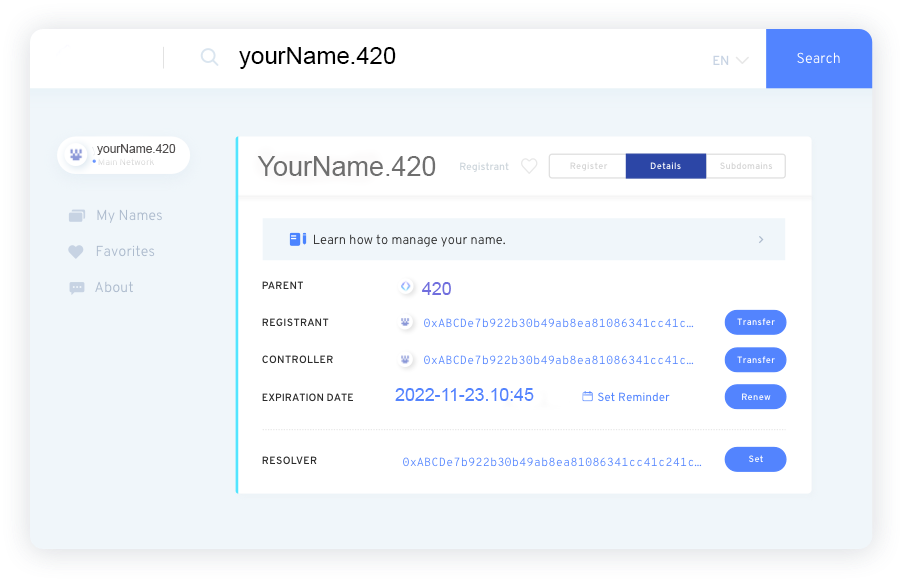 yourName.420
EN
Search
yourName.420
Main Network
My Names
Favorites
About
YourName.420
Registrant
Register
Details
Subdomains
Learn how to manage your name.
PARENT
420
REGISTRANT
0xABCDe7b922b30b49ab8ea81086341cc41c…
Transfer
CONTROLLER
0xABCDe7b922b30b49ab8ea81086341cc41c…
Transfer
EXPIRATION DATE
2022-11-23.10:45
Set Reminder
Renew
RESOLVER
0xABCDe7b922b30b49ab8ea81086341cc41c241c…
Set